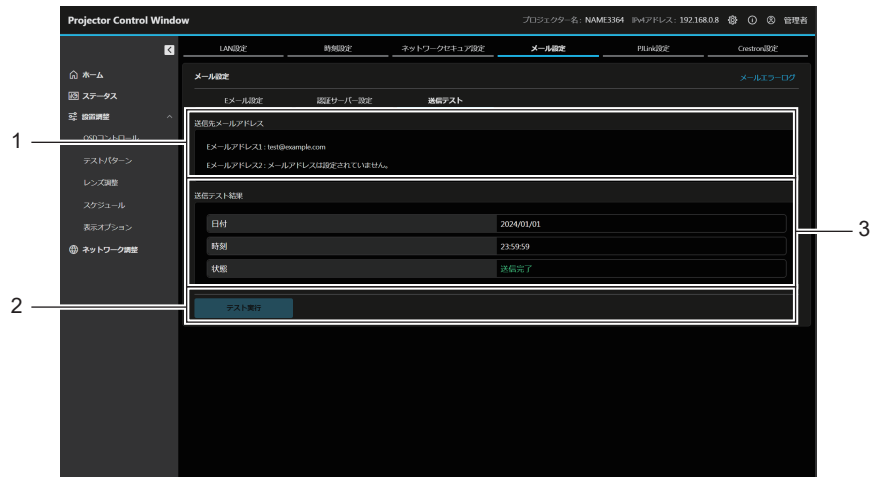 Projector Control Window
プロジェクター名: NAME3364 IPv4アドレス: 192.168.0.8 管理者
LAN設定 時刻設定 ネットワークセキュア設定 メール設定 PJLink設定 Crestron設定
ホーム
ステータス
設置調整
OSDコントロール
テストパターン
レンズ調整
スケジュール
表示オプション
ネットワーク調整
メール設定 メールエラーログ
Eメール設定 認証サーバー設定 送信テスト
送信先メールアドレス
Eメールアドレス1 : test@example.com
Eメールアドレス2 : メールアドレスは設定されていません。
送信テスト結果
日付 2024/01/01
時刻 23:59:59
状態 送信完了
テスト実行
1
2
3